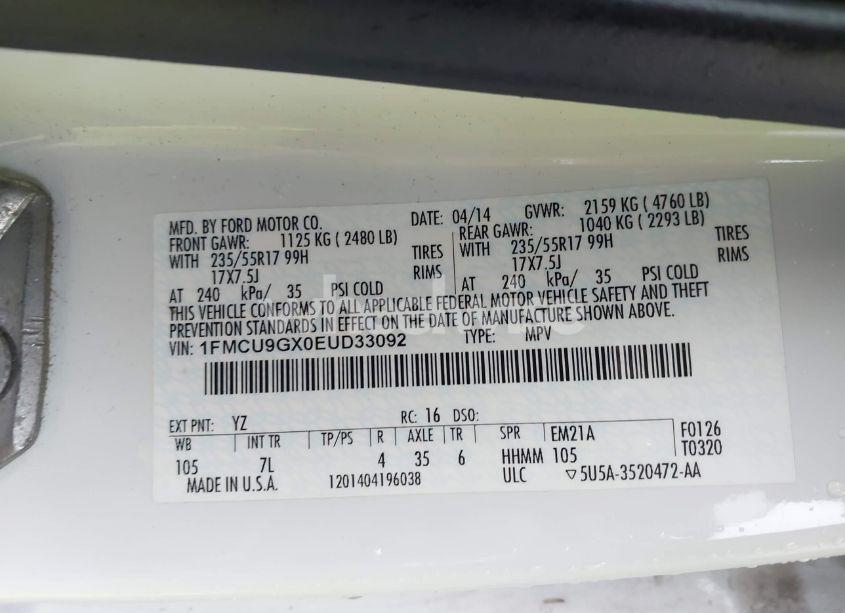 MFD. BY FORD MOTOR CO. DATE: 04/14 GVWR: 2159 KG ( 4760 LB)
FRONT GAWR: 1125 KG ( 2480 LB) REAR GAWR: 1040 KG ( 2293 LB)
WITH 235/55R17 99H TIRES WITH 235/55R17 99H TIRES
17X7.5J RIMS 17X7.5J RIMS
AT 240 kPa/ 35 PSI COLD AT 240 kPa/ 35 PSI COLD
THIS VEHICLE CONFORMS TO ALL APPLICABLE FEDERAL MOTOR VEHICLE SAFETY AND THEFT
PREVENTION STANDARDS IN EFFECT ON THE DATE OF MANUFACTURE SHOWN ABOVE.
VIN: 1FMCU9GX0EUD33092 TYPE: MPV
EXT PNT: YZ RC: 16 DSO:
WB INT TR TP/PS R AXLE TR SPR EM21A F0126
105 7L 4 35 6 HHMM 105 T0320
MADE IN U.S.A. 1201404196038 ULC ▽5U5A-3520472-AA